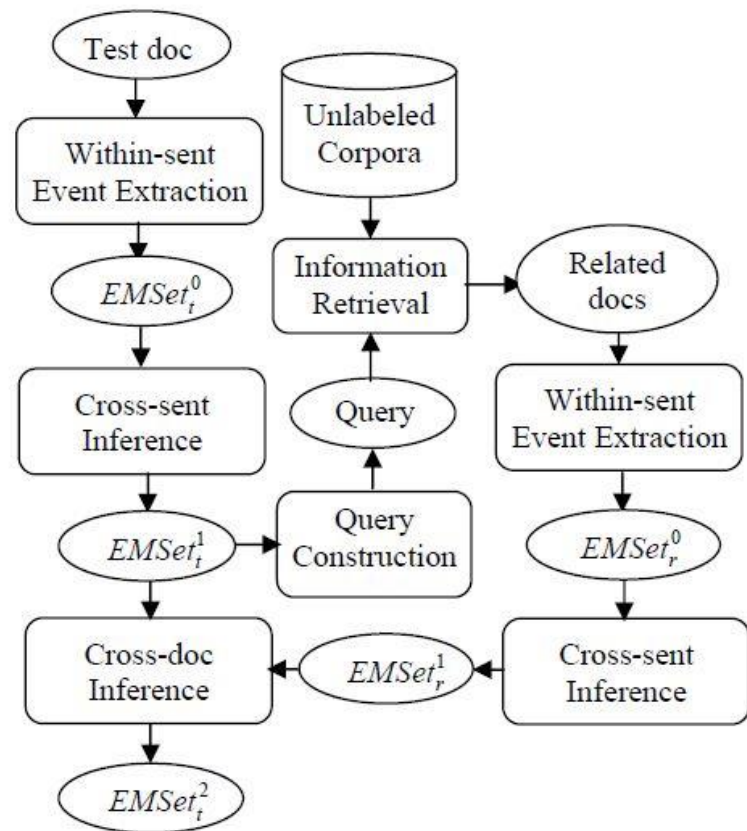 Test doc
Within-sent
Event Extraction
EMSet_t^0
Cross-sent
Inference
EMSet_t^1
Query
Construction
Query
Unlabeled
Corpora
Information
Retrieval
Related
docs
Within-sent
Event Extraction
EMSet_r^0
Cross-sent
Inference
EMSet_r^1
Cross-doc
Inference
EMSet_t^2